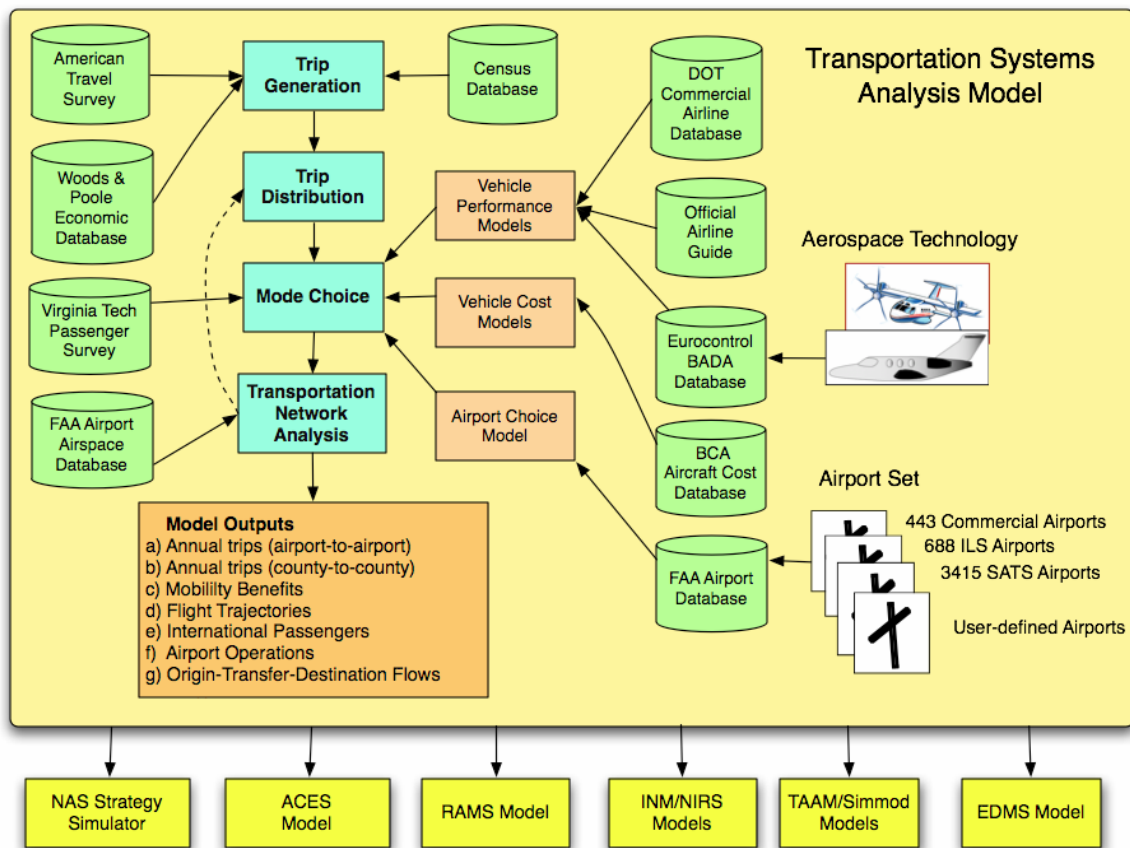 Transportation Systems
Analysis Model
American
Travel
Survey
Trip
Generation
Census
Database
DOT
Commercial
Airline
Database
Woods &
Poole
Economic
Database
Trip
Distribution
Vehicle
Performance
Models
Official
Airline
Guide
Aerospace Technology
Virginia Tech
Passenger
Survey
Mode Choice
Vehicle Cost
Models
Eurocontrol
BADA
Database
FAA Airport
Airspace
Database
Transportation
Network
Analysis
Airport Choice
Model
BCA
Aircraft Cost
Database
Airport Set
443 Commercial Airports
688 ILS Airports
3415 SATS Airports
User-defined Airports
FAA Airport
Database
Model Outputs
a) Annual trips (airport-to-airport)
b) Annual trips (county-to-county)
c) Mobililty Benefits
d) Flight Trajectories
e) International Passengers
f) Airport Operations
g) Origin-Transfer-Destination Flows
NAS Strategy
Simulator
ACES
Model
RAMS Model
INM/NIRS
Models
TAAM/Simmod
Models
EDMS Model